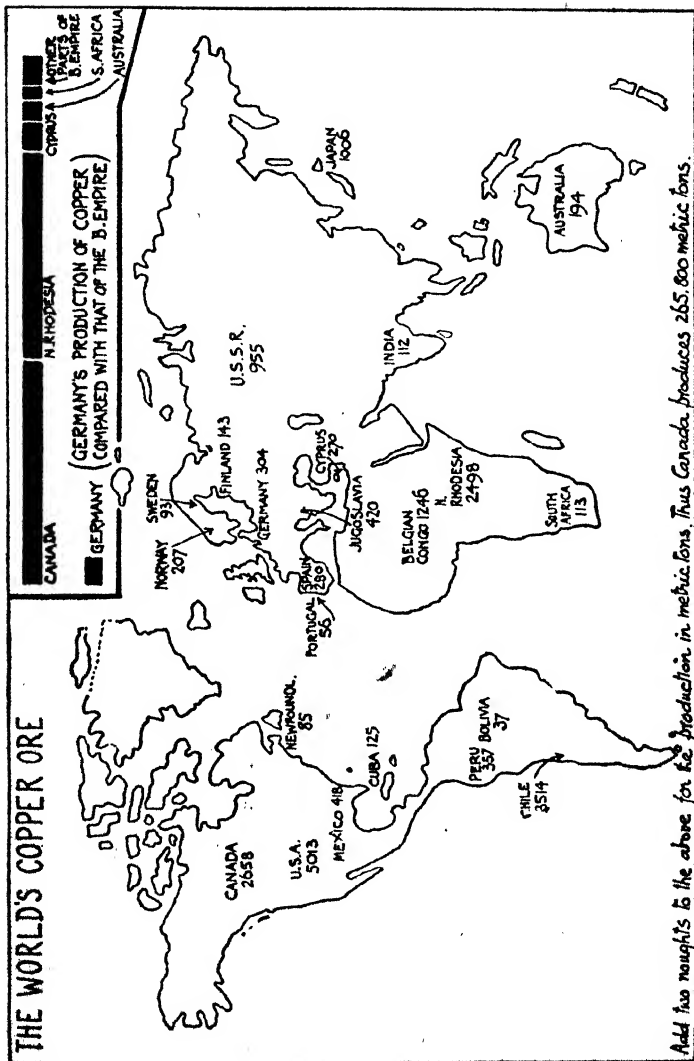 THE WORLD'S COPPER ORE
CANADA
N. RHODESIA
CYPRUS
OTHER
PARTS OF
B. EMPIRE
S. AFRICA
AUSTRALIA
GERMANY (GERMANY'S PRODUCTION OF COPPER
COMPARED WITH THAT OF THE B. EMPIRE)
CANADA
2658
U.S.A.
5013
MEXICO 418
NEWFOUNDL.
85
CUBA 125
PERU
357
BOLIVIA
37
CHILE
3514
NORWAY
207
SWEDEN
93
FINLAND 143
GERMANY 304
PORTUGAL
56
SPAIN
280
JUGOSLAVIA
420
CYPRUS
270
U.S.S.R.
955
JAPAN
1006
INDIA
112
BELGIAN
CONGO 1246
N.
RHODESIA
2498
SOUTH
AFRICA
113
AUSTRALIA
194
Add two noughts to the above for the production in metric tons. Thus Canada produces 265,800 metric tons.